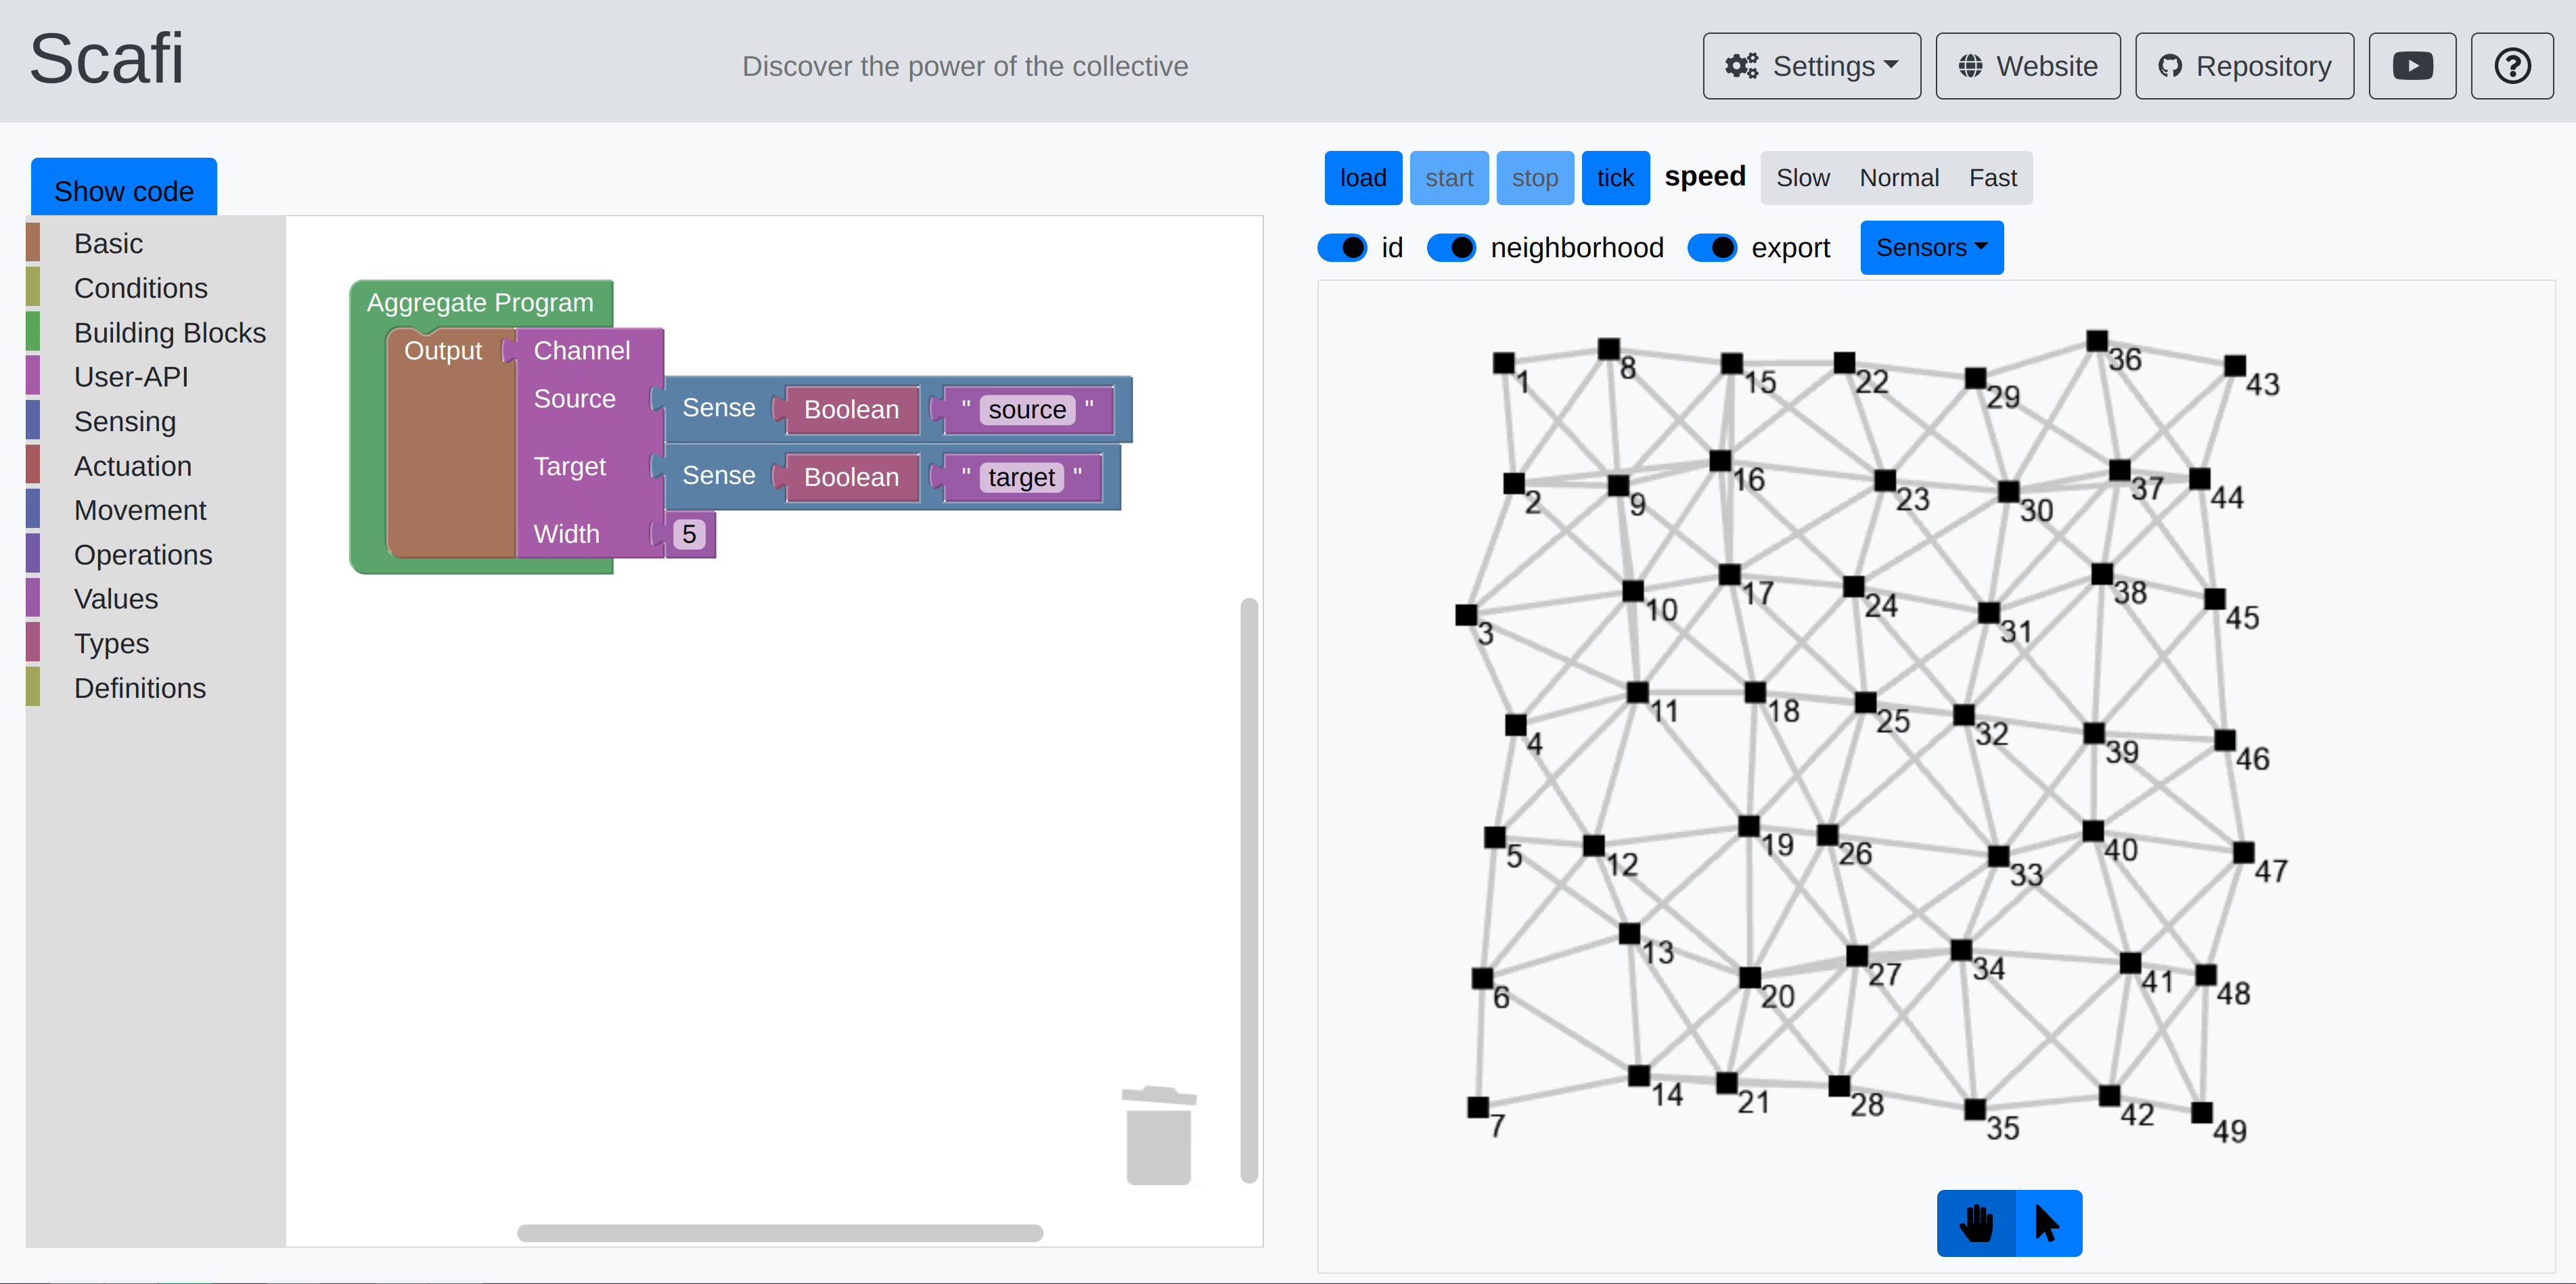 Scafi
Discover the power of the collective
Settings
Website
Repository
Show code
load
start
stop
tick
speed
Slow
Normal
Fast
id
neighborhood
export
Sensors
Basic
Conditions
Building Blocks
User-API
Sensing
Actuation
Movement
Operations
Values
Types
Definitions
Aggregate Program
Output
Channel
Source
Sense
Boolean
" source "
Target
Sense
Boolean
" target "
Width
5
1
8
15
22
29
36
43
2
9
16
23
30
37
44
3
10
17
24
31
38
45
4
11
18
25
32
39
46
5
12
19
26
33
40
47
6
13
20
27
34
41
48
7
14
21
28
35
42
49